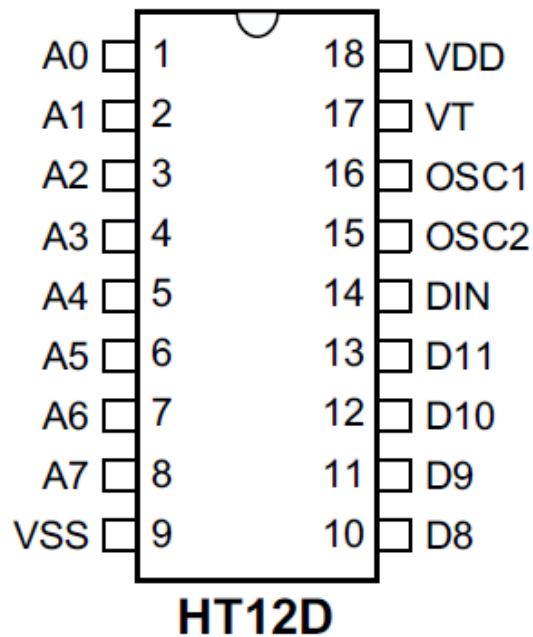 A0 1 18 VDD
A1 2 17 VT
A2 3 16 OSC1
A3 4 15 OSC2
A4 5 14 DIN
A5 6 13 D11
A6 7 12 D10
A7 8 11 D9
VSS 9 10 D8
HT12D